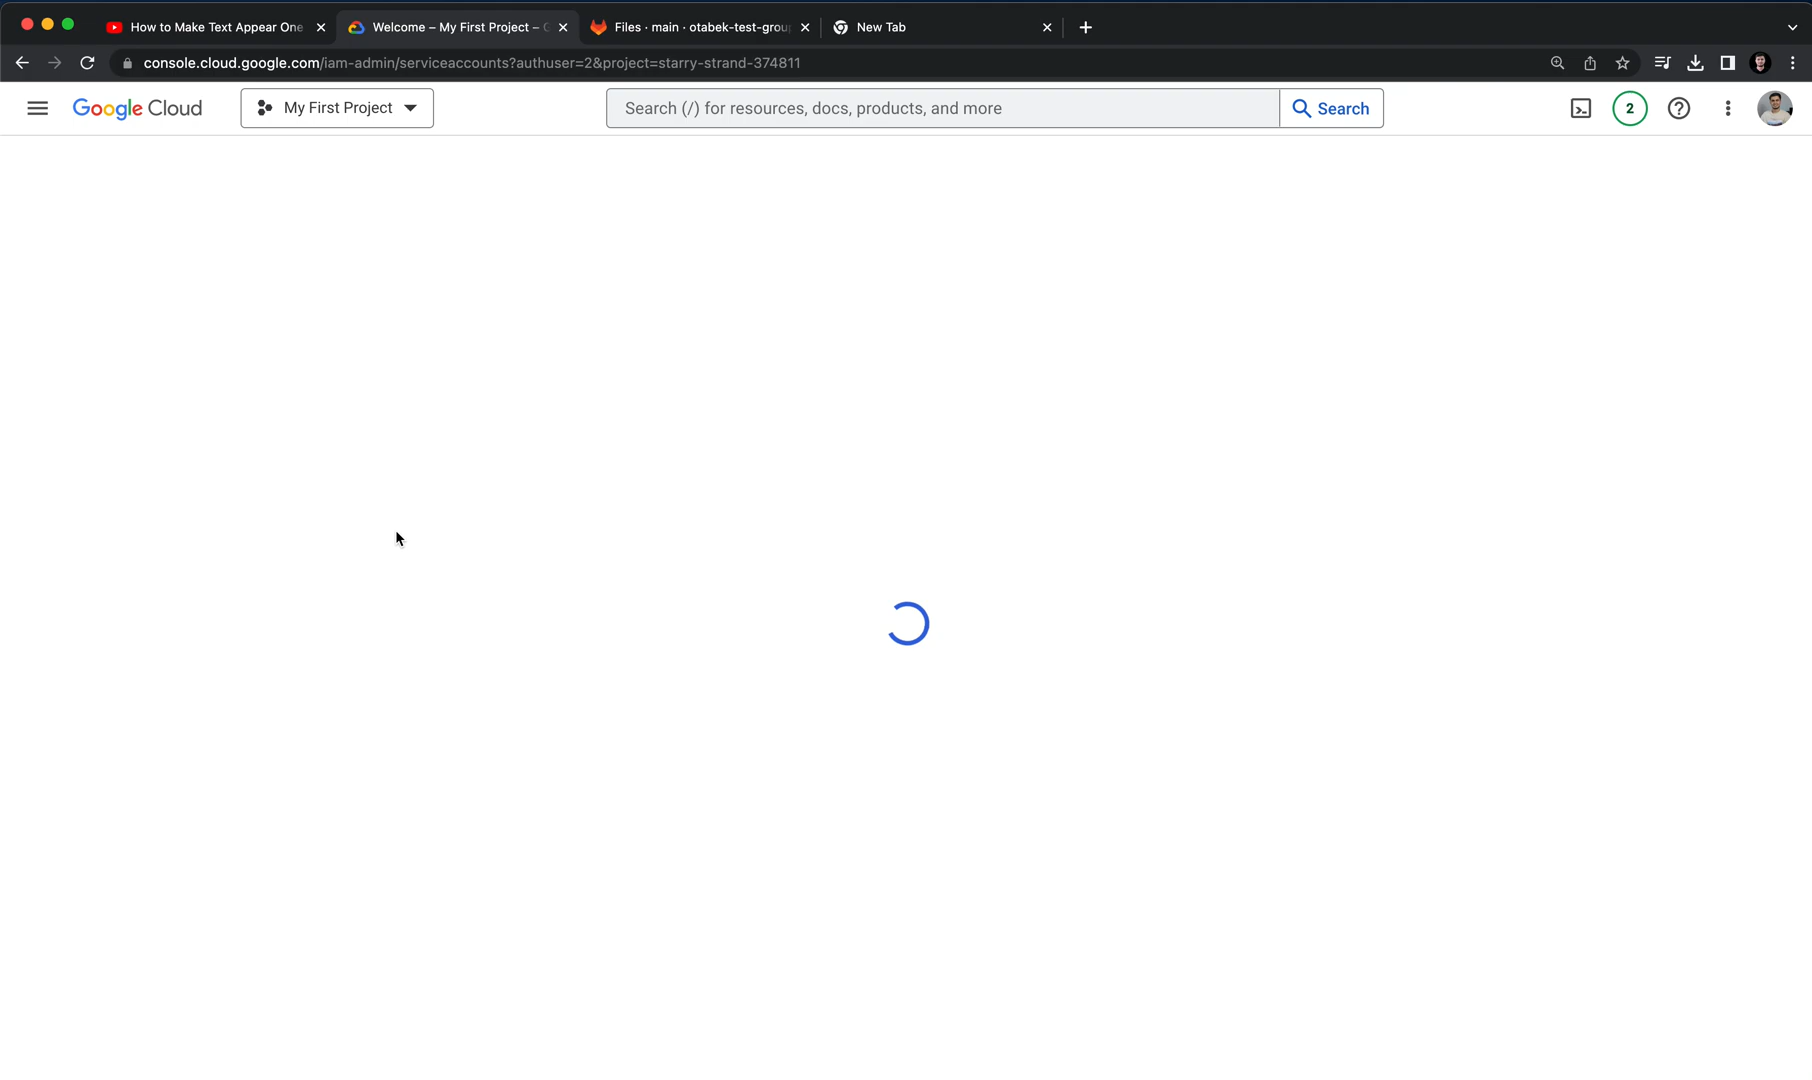 How to Make Text Appear One
Welcome – My First Project –
Files · main · otabek-test-grou
New Tab
console.cloud.google.com/iam-admin/serviceaccounts?authuser=2&project=starry-strand-374811
Google Cloud
My First Project
Search (/) for resources, docs, products, and more
Search
2